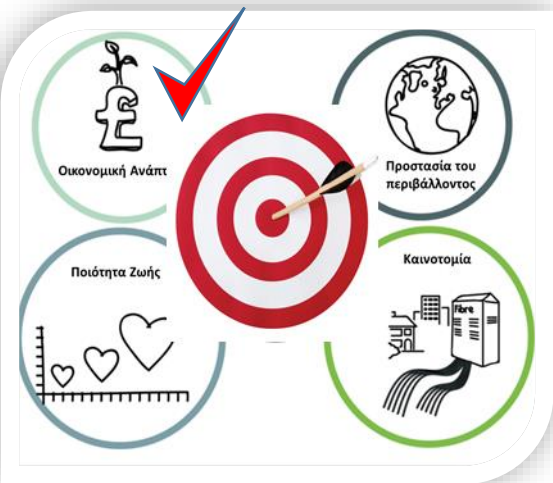 Οικονομική Ανάπτ
Προστασία του
περιβάλλοντος
Ποιότητα Ζωής
Καινοτομία
Fibre
£